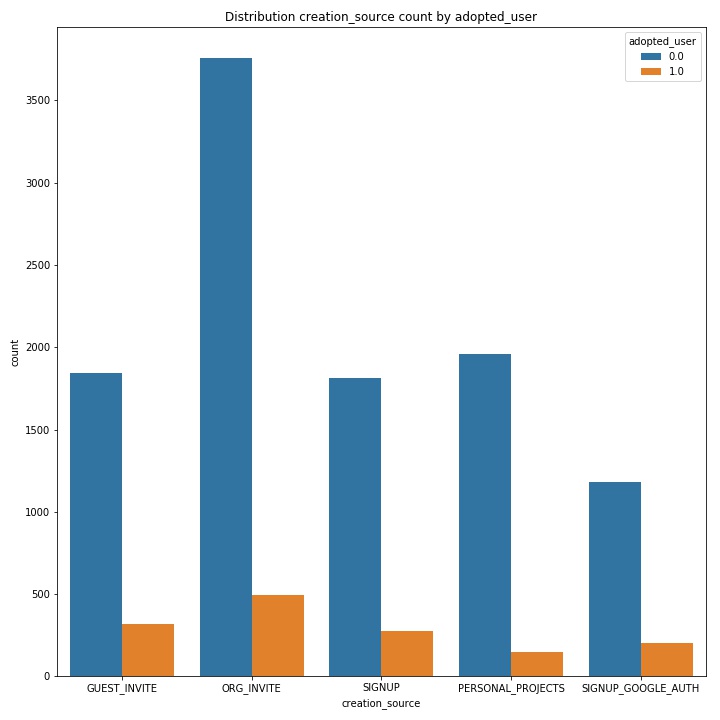 Distribution creation_source count by adopted_user
adopted_user
0.0
1.0
3500
3000
2500
2000
1500
1000
500
0
count
GUEST_INVITE ORG_INVITE SIGNUP PERSONAL_PROJECTS SIGNUP_GOOGLE_AUTH
creation_source